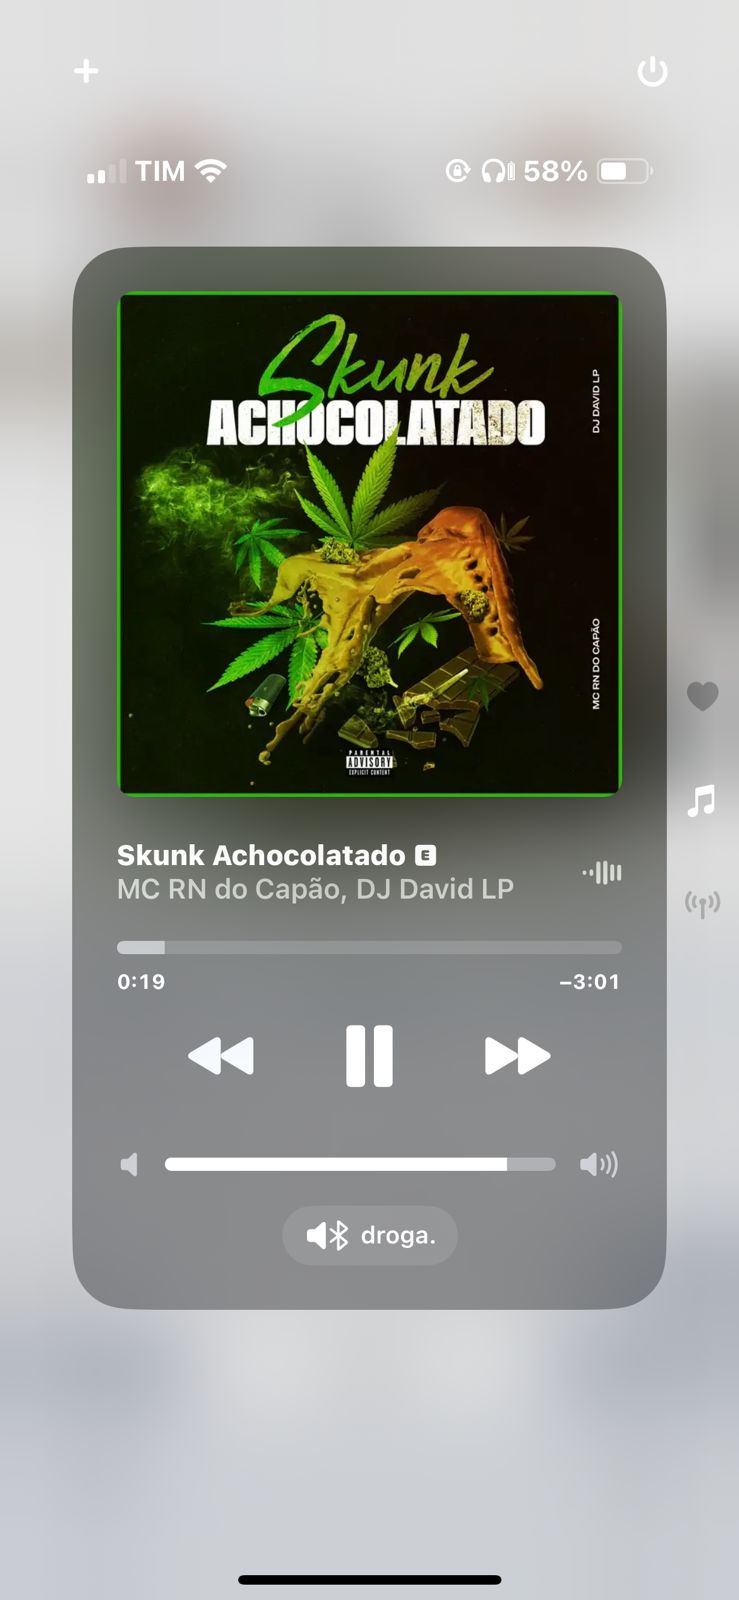 TIM 58%
Skunk
ACHOCOLATADO
DJ DAVID LP
MC RN DO CAPÃO
PARENTAL
ADVISORY
EXPLICIT CONTENT
Skunk Achocolatado E
MC RN do Capão, DJ David LP
0:19 –3:01
droga.